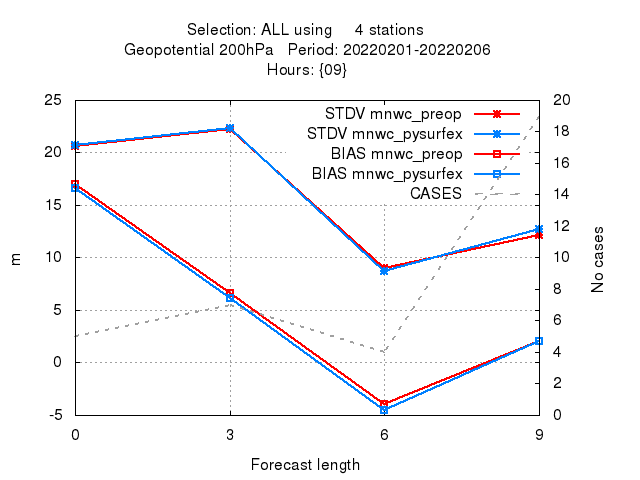 Selection: ALL using 4 stations
Geopotential 200hPa Period: 20220201-20220206
Hours: {09}
25
20
15
10
5
0
-5
m
STDV mnwc_preop
STDV mnwc_pysurfex
BIAS mnwc_preop
BIAS mnwc_pysurfex
CASES
20
18
16
14
12
10
8
6
4
2
0
No cases
0 3 6 9
Forecast length